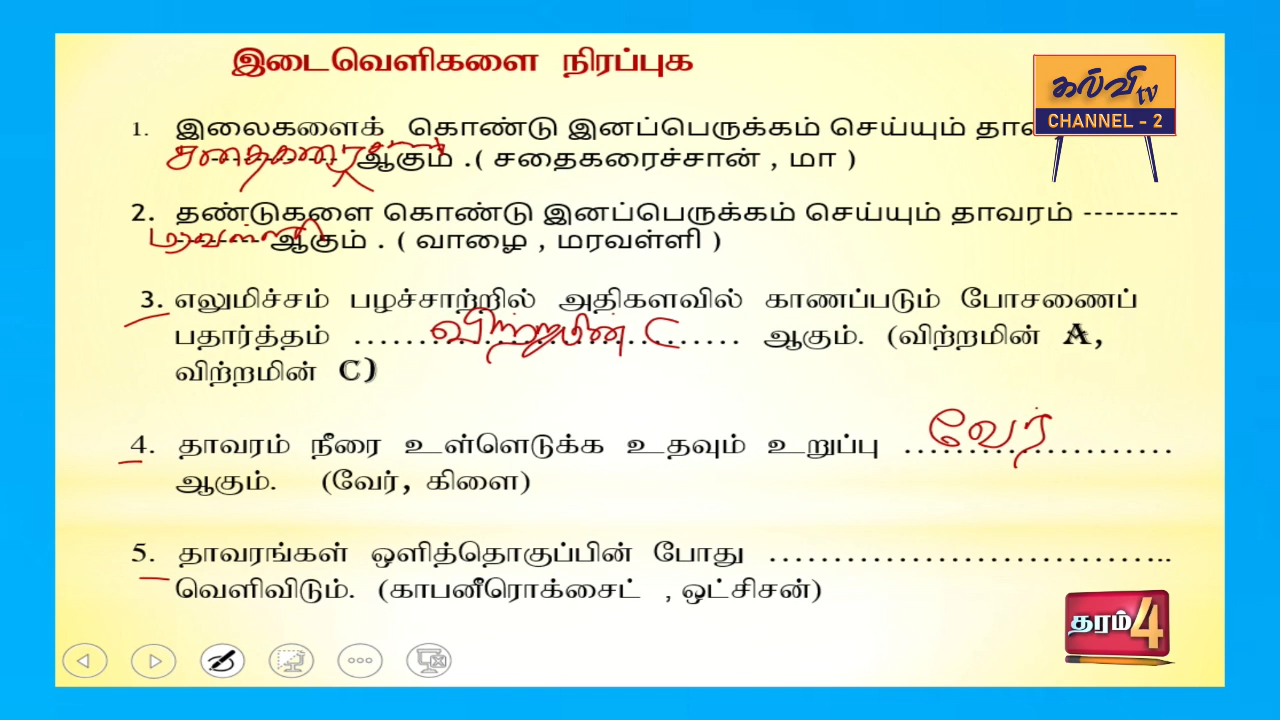 இடைவெளிகளை நிரப்புக
கல்வி tv
CHANNEL - 2
1. இலைகளைக் கொண்டு இனப்பெருக்கம் செய்யும்
சதைகரைச்சான் ஆகும் .( சதைகரைச்சான் , மா )
2. தண்டுகளை கொண்டு இனப்பெருக்கம் செய்யும் தாவரம் ---------
மரவள்ளி ஆகும் . ( வாழை , மரவள்ளி )
3. எலுமிச்சம் பழச்சாற்றில் அதிகளவில் காணப்படும் போசணைப்
பதார்த்தம் விற்றமின் C ஆகும். (விற்றமின் A,
விற்றமின் C)
4. தாவரம் நீரை உள்ளெடுக்க உதவும் உறுப்பு வேர்
ஆகும். (வேர், கிளை)
5. தாவரங்கள் ஒளித்தொகுப்பின் போது ................................
வெளிவிடும். (காபனீரொக்சைட் , ஒட்சிசன்)
தரம் 4